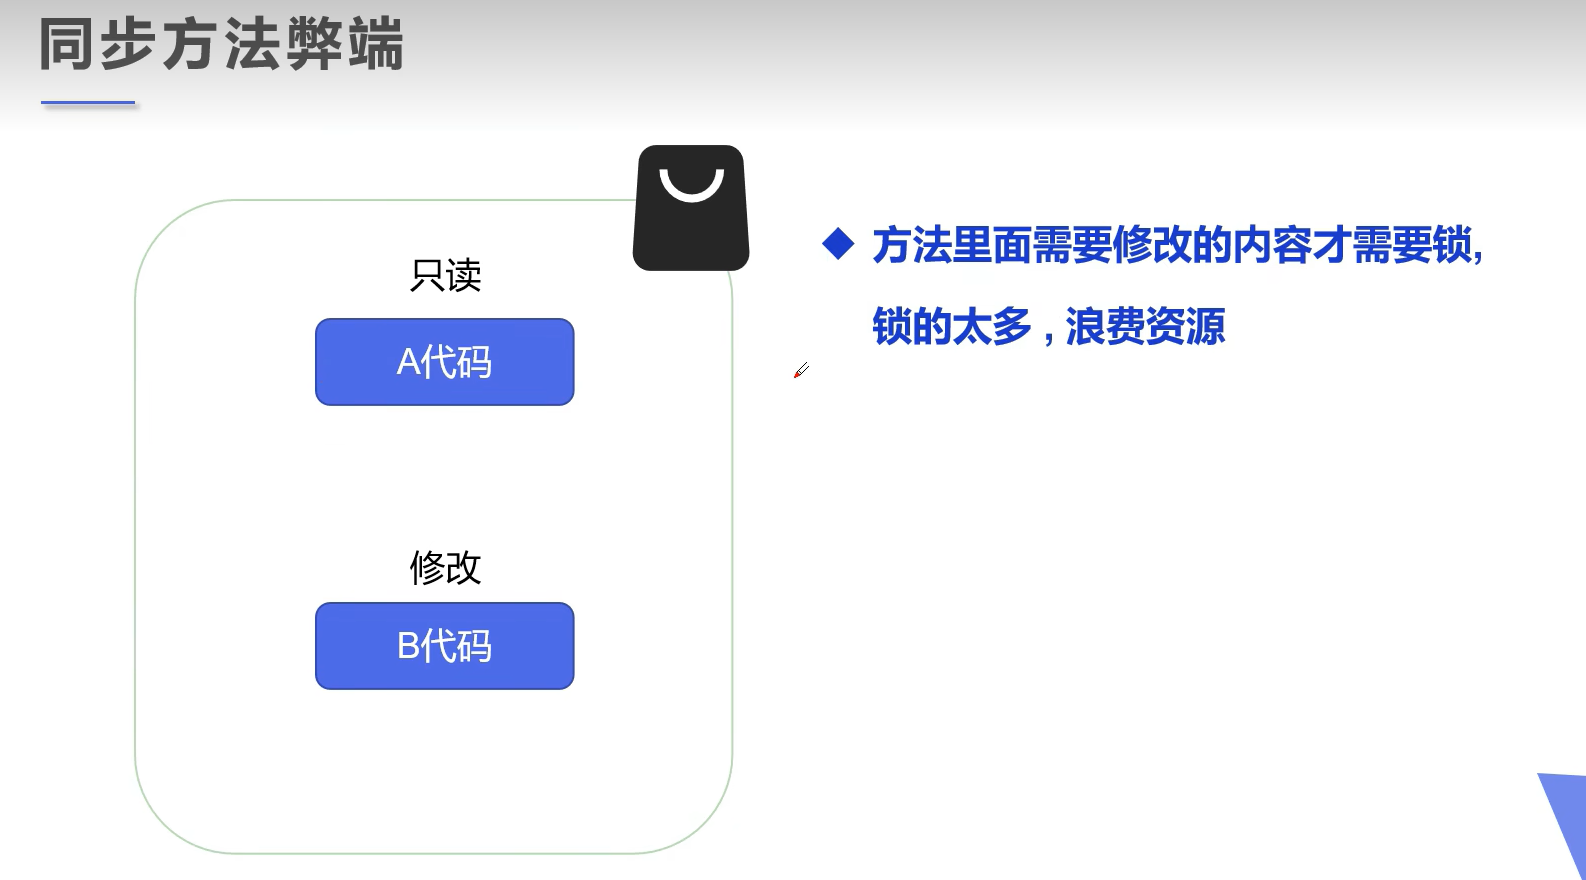 同步方法弊端
只读
A代码
修改
B代码
方法里面需要修改的内容才需要锁,
锁的太多 , 浪费资源